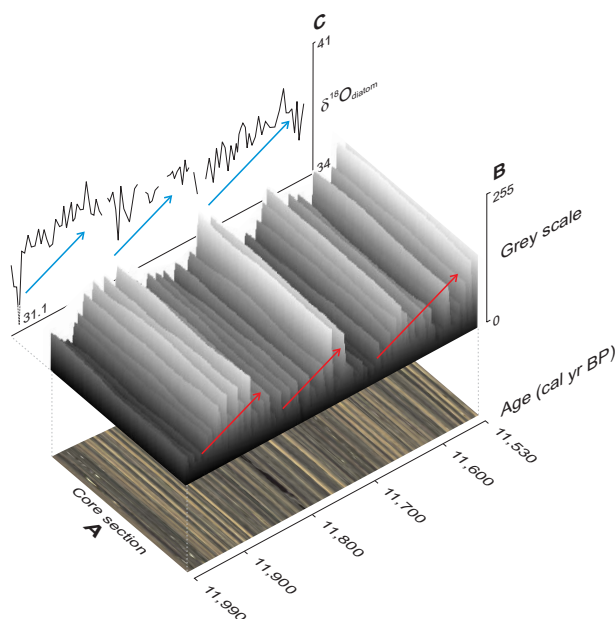 C
41
δ18Odiatom
34
B
255
Grey scale
0
31.1
Age (cal yr BP)
11,530
11,600
11,700
11,800
11,900
11,990
Core section
A